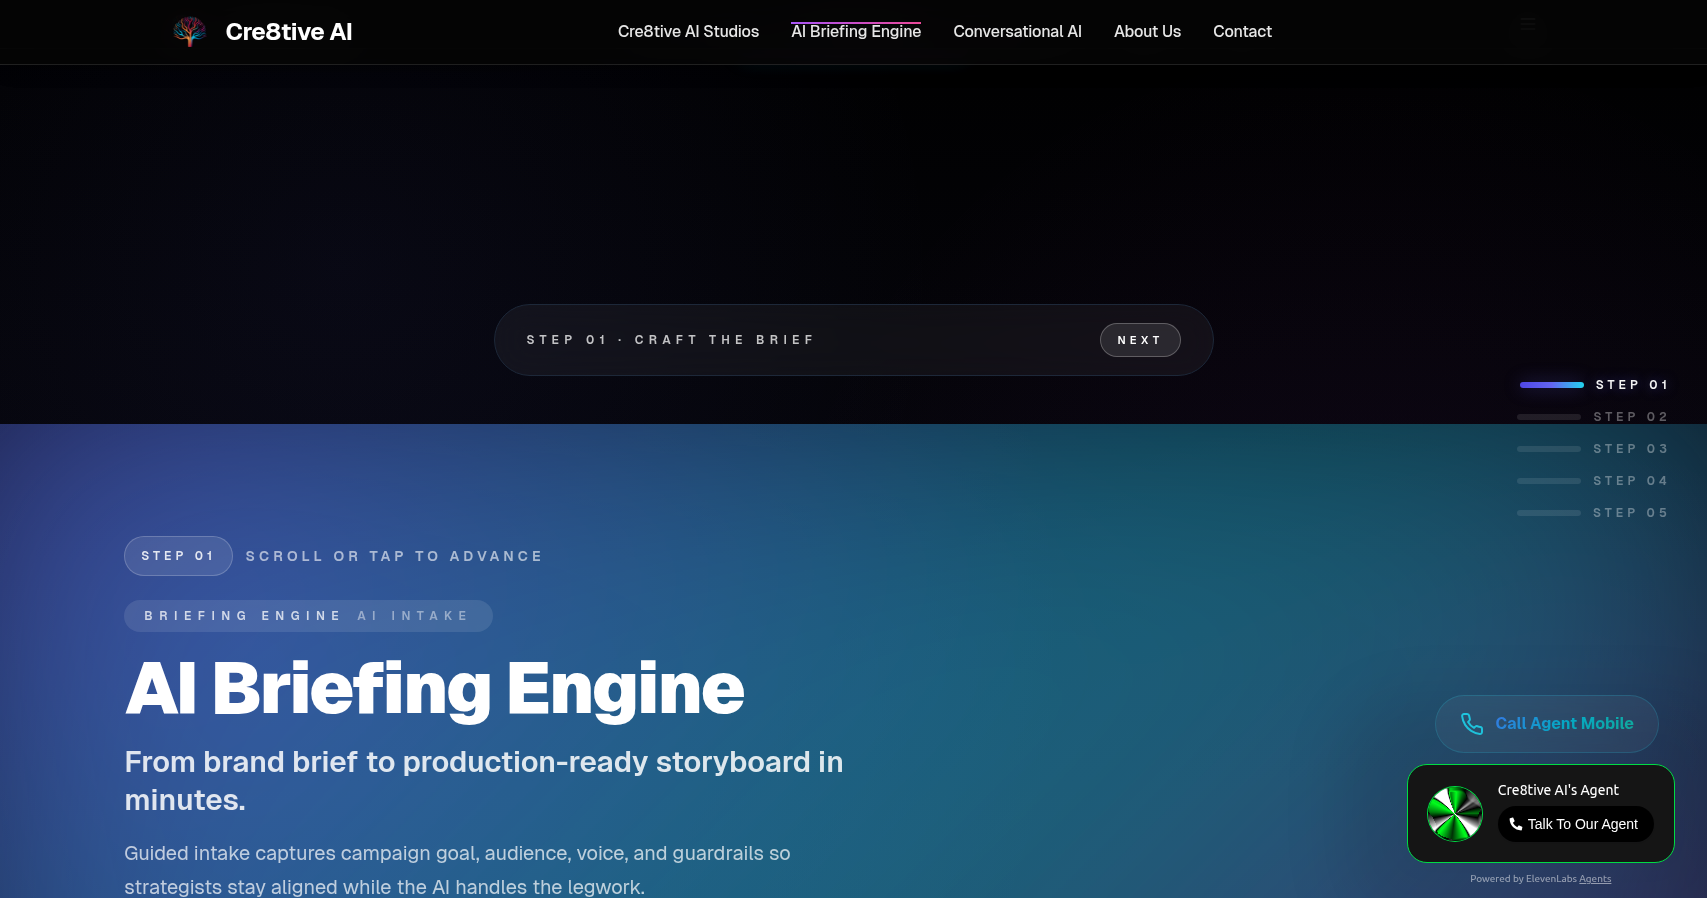 Cre8tive AI
Cre8tive AI Studios
AI Briefing Engine
Conversational AI
About Us
Contact
STEP 01 · CRAFT THE BRIEF
NEXT
STEP 01
STEP 02
STEP 03
STEP 04
STEP 05
STEP 01
SCROLL OR TAP TO ADVANCE
BRIEFING ENGINE AI INTAKE
AI Briefing Engine
From brand brief to production-ready storyboard in
minutes.
Guided intake captures campaign goal, audience, voice, and guardrails so
strategists stay aligned while the AI handles the legwork.
Call Agent Mobile
Cre8tive AI's Agent
Talk To Our Agent
Powered by ElevenLabs Agents